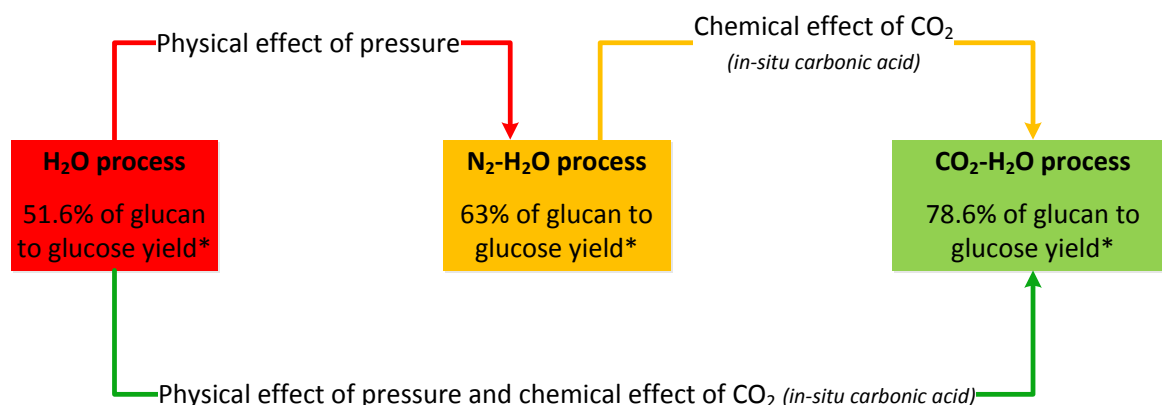 Physical effect of pressure
Chemical effect of CO₂
(in-situ carbonic acid)
H₂O process
51.6% of glucan
to glucose yield*
N₂-H₂O process
63% of glucan to
glucose yield*
CO₂-H₂O process
78.6% of glucan to
glucose yield*
Physical effect of pressure and chemical effect of CO₂ (in-situ carbonic acid)